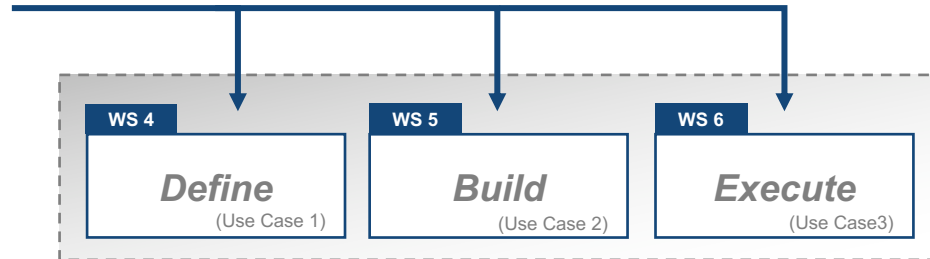 WS 4
WS 5
WS 6
Define
Build
Execute
(Use Case 1)
(Use Case 2)
(Use Case3)